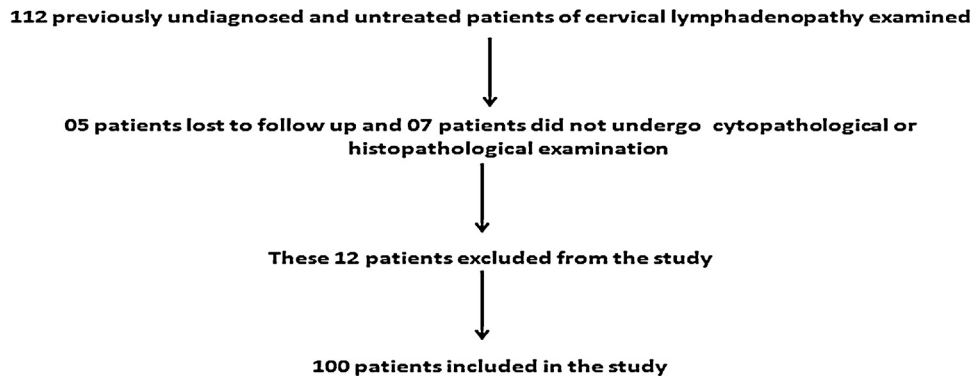 112 previously undiagnosed and untreated patients of cervical lymphadenopathy examined
05 patients lost to follow up and 07 patients did not undergo cytopathological or
histopathological examination
These 12 patients excluded from the study
100 patients included in the study